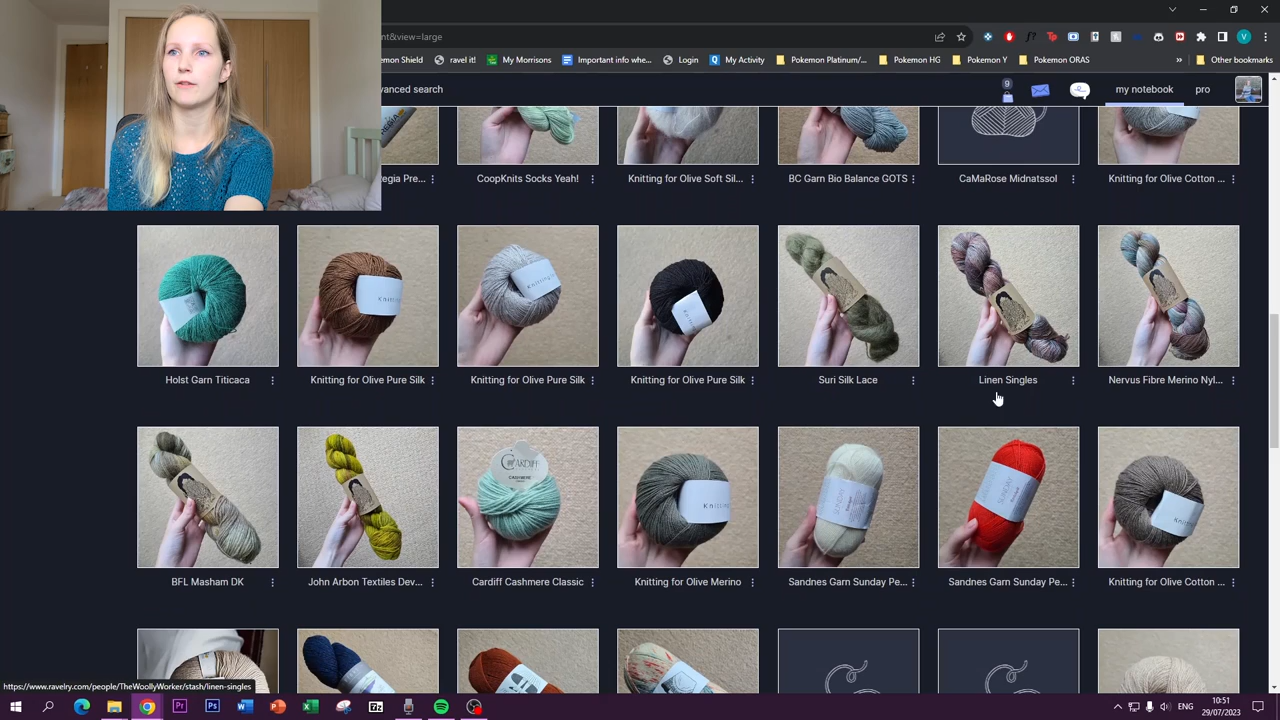 nt&view=large
emon Shield
ravel it!
My Morrisons
Important info whe...
Login
My Activity
Pokemon Platinum/...
Pokemon HG
Pokemon Y
Pokemon ORAS
»
Other bookmarks
V
vanced search
9
my notebook
pro
Regia Pre...
CoopKnits Socks Yeah!
Knitting for Olive Soft Sil...
BC Garn Bio Balance GOTS
CaMaRose Midnatssol
Knitting for Olive Cotton ...
Holst Garn Titicaca
Knitting for Olive Pure Silk
Knitting for Olive Pure Silk
Knitting for Olive Pure Silk
Suri Silk Lace
Linen Singles
Nervus Fibre Merino Nyl...
CARDIFF
CASHMERE
BFL Masham DK
John Arbon Textiles Dev...
Cardiff Cashmere Classic
Knitting for Olive Merino
Sandnes Garn Sunday Pe...
Sandnes Garn Sunday Pe...
Knitting for Olive Cotton ...
https://www.ravelry.com/people/TheWoollyWorker/stash/linen-singles
ENG
10:51
29/07/2023